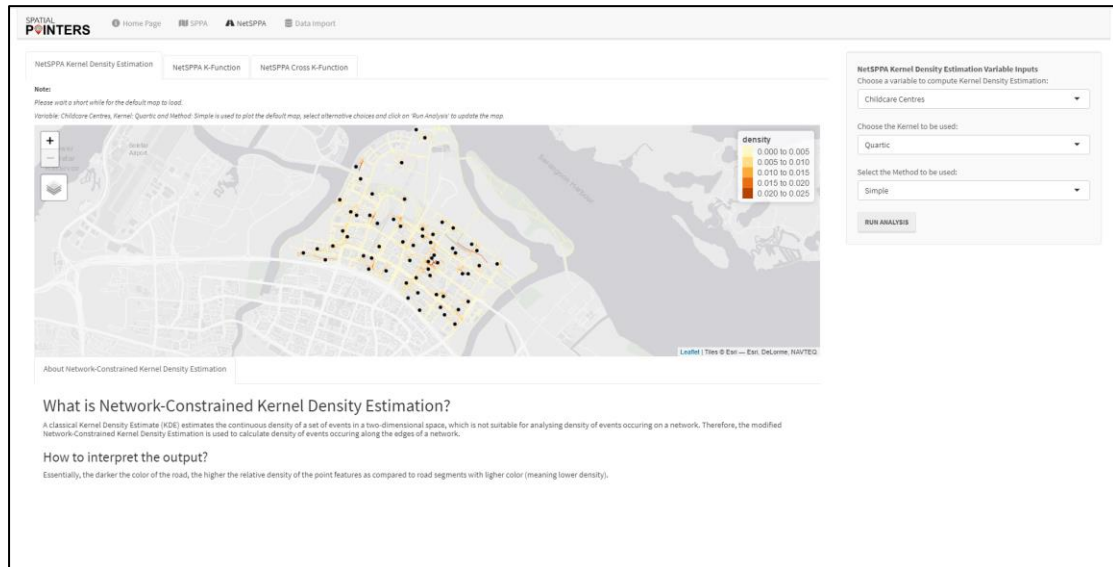 SPATIAL
POINTERS
Home Page SPPA NetSPPA Data Import
NetSPPA Kernel Density Estimation NetSPPA K-Function NetSPPA Cross K-Function
Note:
Please wait a short while for the default map to load.
Variable: Childcare Centres, Kernel: Quartic and Method: Simple is used to plot the default map, select alternative choices and click on 'Run Analysis' to update the map.
+
−
density
0.000 to 0.005
0.005 to 0.010
0.010 to 0.015
0.015 to 0.020
0.020 to 0.025
Leaflet | Tiles © Esri — Esri, DeLorme, NAVTEQ
About Network-Constrained Kernel Density Estimation
What is Network-Constrained Kernel Density Estimation?
A classical Kernel Density Estimate (KDE) estimates the continuous density of a set of events in a two-dimensional space, which is not suitable for analysing density of events occuring on a network. Therefore, the modified
Network-Constrained Kernel Density Estimation is used to calculate density of events occuring along the edges of a network.
How to interpret the output?
Essentially, the darker the color of the road, the higher the relative density of the point features as compared to road segments with ligher color (meaning lower density).
NetSPPA Kernel Density Estimation Variable Inputs
Choose a variable to compute Kernel Density Estimation:
Childcare Centres
Choose the Kernel to be used:
Quartic
Select the Method to be used:
Simple
RUN ANALYSIS